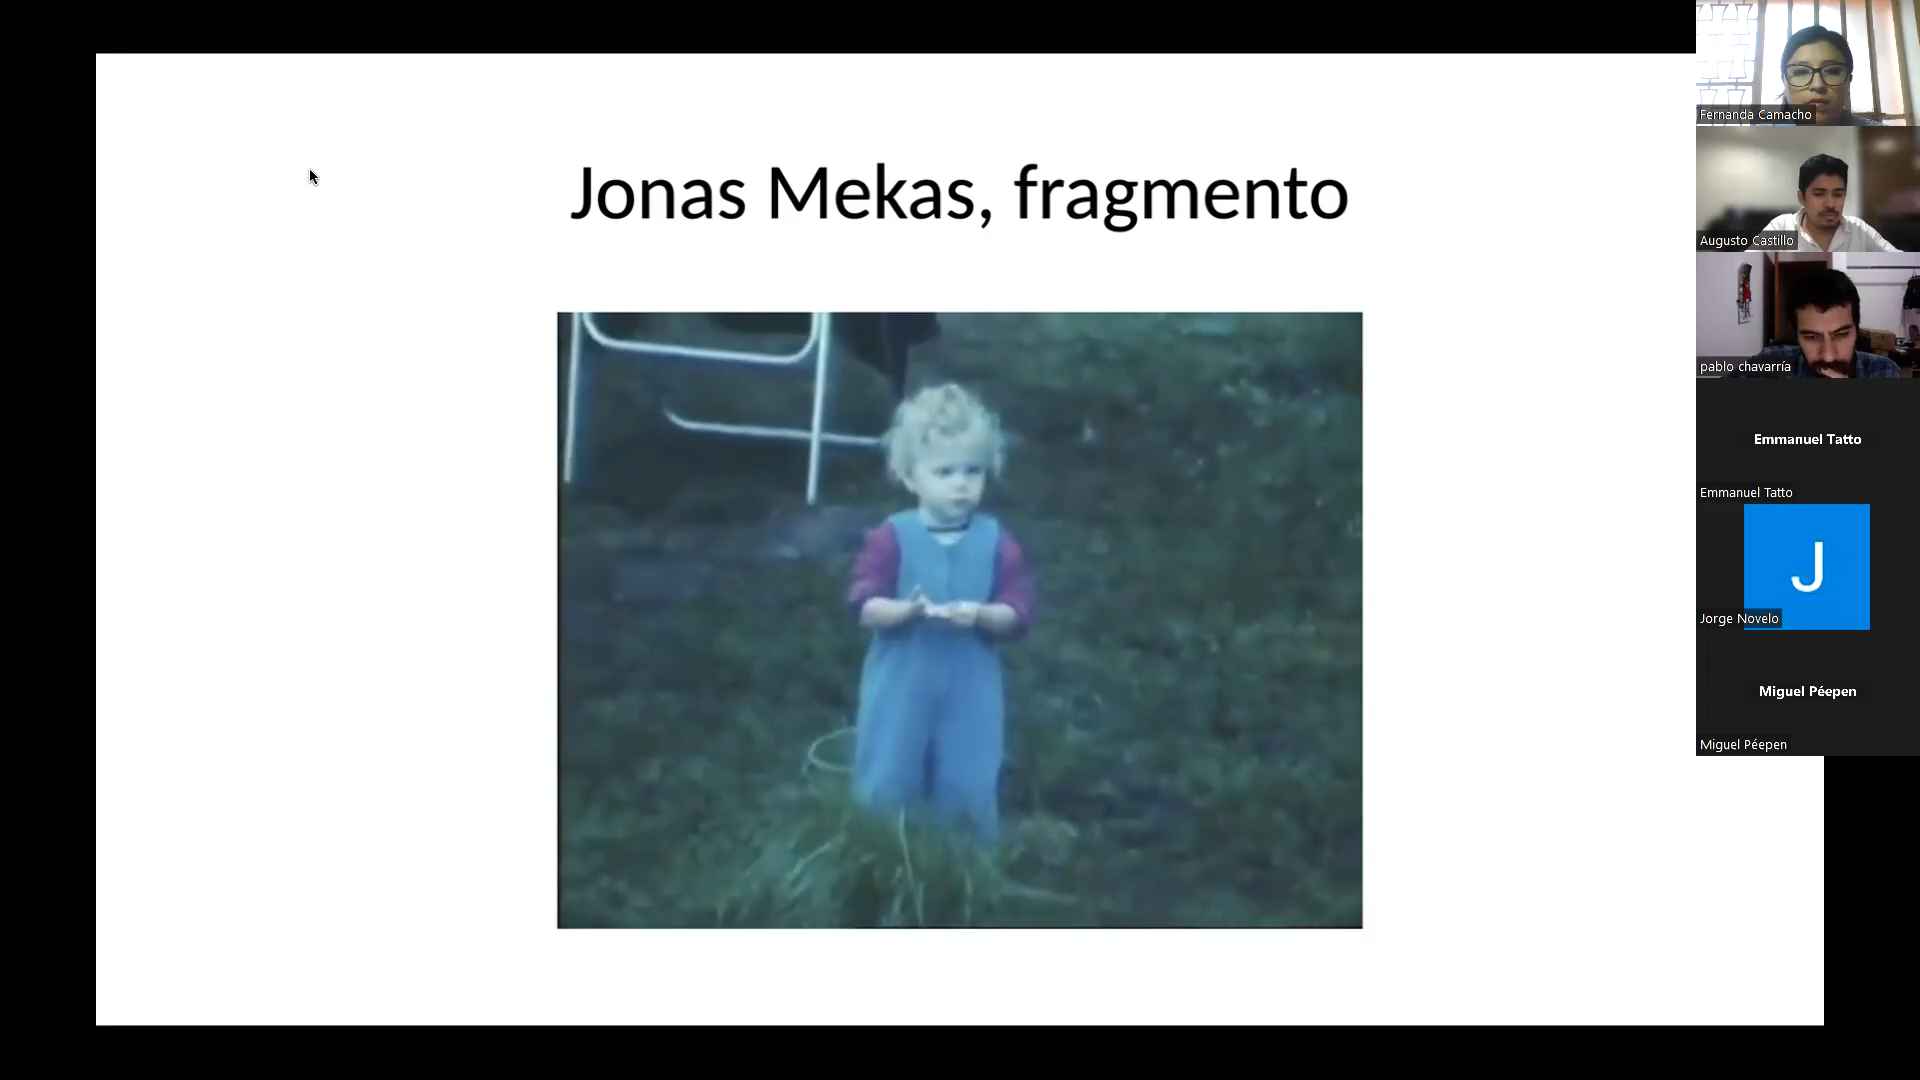 Jonas Mekas, fragmento
Fernanda Camacho
Augusto Castillo
pablo chavarría
Emmanuel Tatto
Emmanuel Tatto
J
Jorge Novelo
Miguel Péepen
Miguel Péepen